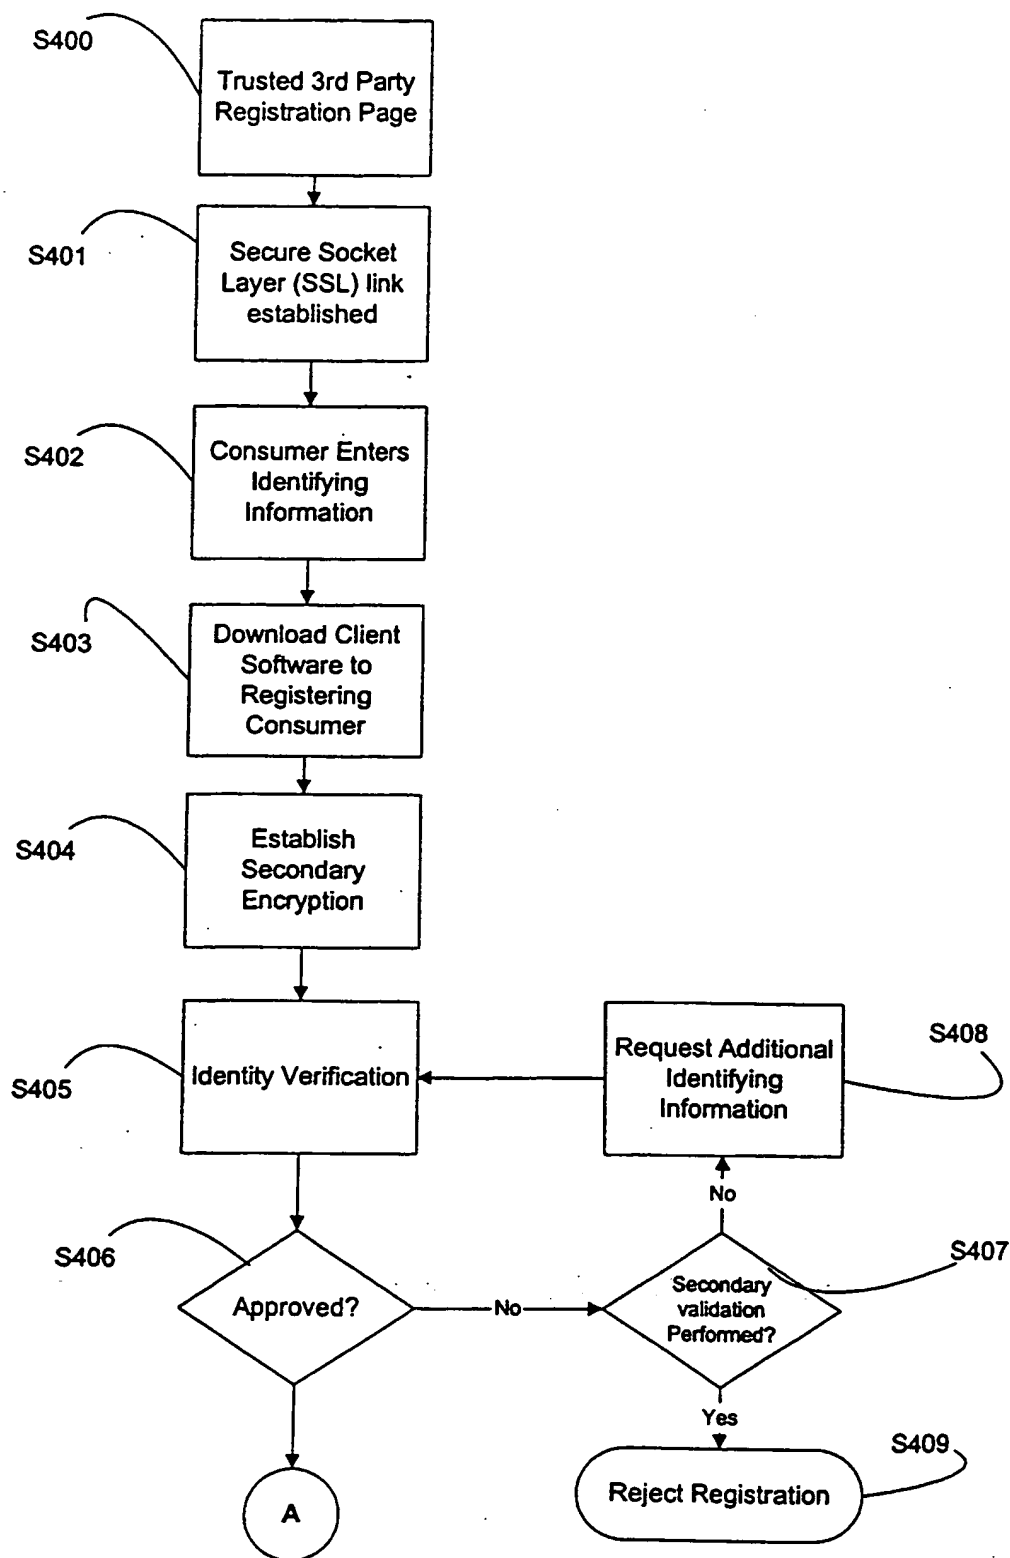 S400
Trusted 3rd Party
Registration Page
S401
Secure Socket
Layer (SSL) link
established
S402
Consumer Enters
Identifying
Information
S403
Download Client
Software to
Registering
Consumer
S404
Establish
Secondary
Encryption
S405
Identity Verification
Request Additional
Identifying
Information
S408
No
S406
Approved?
No
Secondary
validation
Performed?
S407
Yes
A
Reject Registration
S409